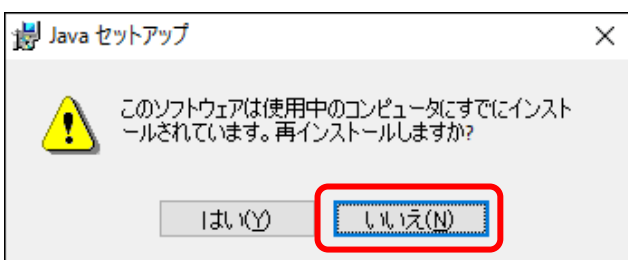 Java セットアップ
このソフトウェアは使用中のコンピュータにすでにインスト
ールされています。再インストールしますか?
はい(Y)
いいえ(N)